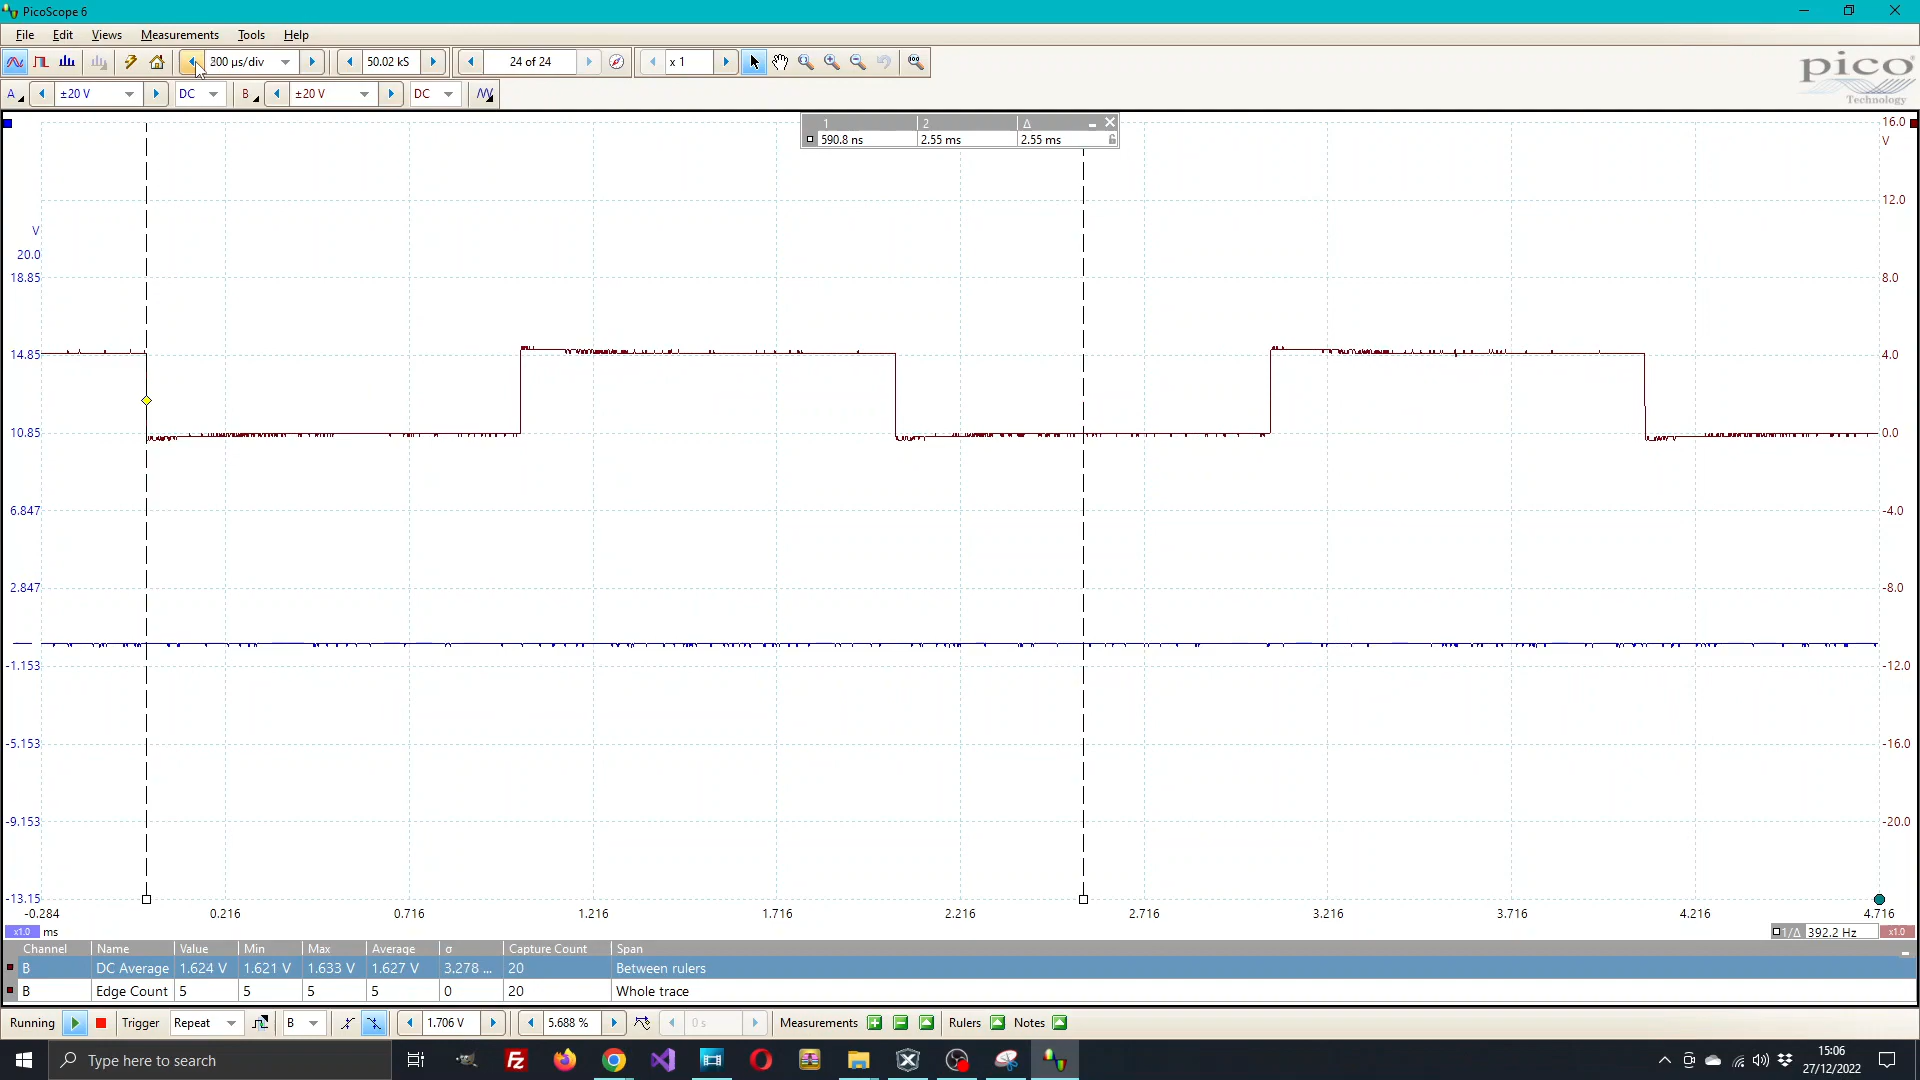 PicoScope 6
File Edit Views Measurements Tools Help
200 µs/div 50.02 kS 24 of 24 x 1
pico
Technology
A ±20 V DC B ±20 V DC
1 2 Δ
590.8 ns 2.55 ms 2.55 ms
16.0
V
12.0
V
20.0
18.85 8.0
14.85 4.0
10.85 0.0
6.847 -4.0
2.847 -8.0
-1.153 -12.0
-5.153 -16.0
-9.153 -20.0
-13.15
-0.284 0.216 0.716 1.216 1.716 2.216 2.716 3.216 3.716 4.216 4.716
x1.0 ms 1/Δ 392.2 Hz x1.0
Channel Name Value Min Max Average σ Capture Count Span
B DC Average 1.624 V 1.621 V 1.633 V 1.627 V 3.278 ... 20 Between rulers
B Edge Count 5 5 5 5 0 20 Whole trace
Running Trigger Repeat B 1.706 V 5.688 % 0 s Measurements Rulers Notes
Type here to search
15:06
27/12/2022